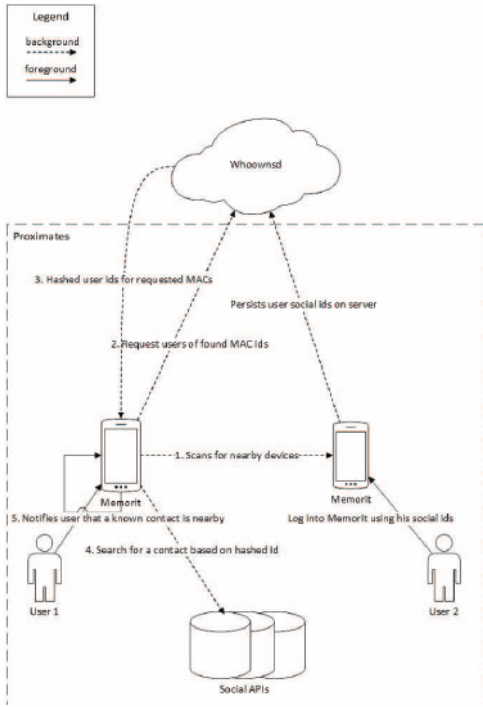 Legend
background
foreground
Whoownsd
Proximates
3. Hashed user ids for requested MACs
Persists user social ids on server
2. Request users of found MAC Ids
1. Scans for nearby devices
Memorit
Memorit
5. Notifies user that a known contact is nearby
Log into Memorit using his social ids
4. Search for a contact based on hashed id
User 1
User 2
Social APIs